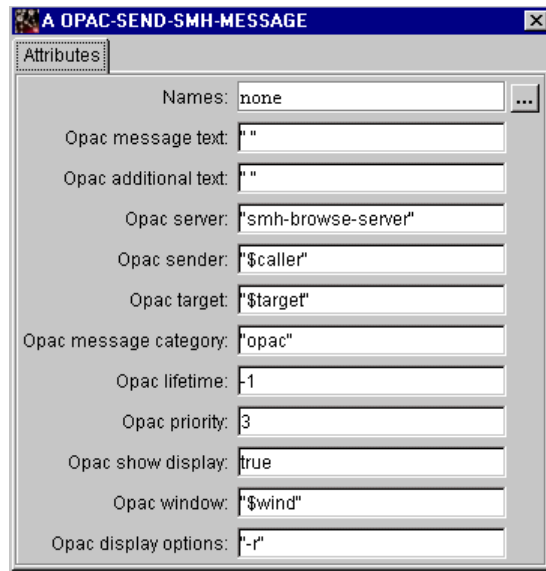 A OPAC-SEND-SMH-MESSAGE
Attributes
Names: none ...
Opac message text: " "
Opac additional text: " "
Opac server: "smh-browse-server"
Opac sender: "$caller"
Opac target: "$target"
Opac message category: "opac"
Opac lifetime: -1
Opac priority: 3
Opac show display: true
Opac window: "$wind"
Opac display options: "-r"